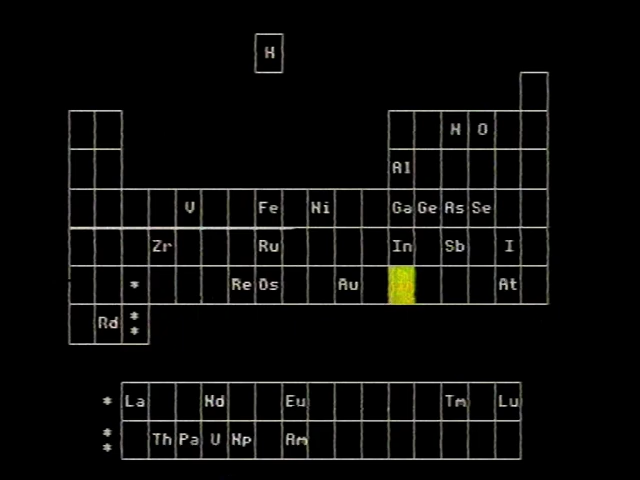 H
N O
Al
V Fe Ni Ga Ge As Se
Zr Ru In Sb I
* Re Os Au At
Rd *
*
* La Nd Eu Tm Lu
* Th Pa U Np Am
*